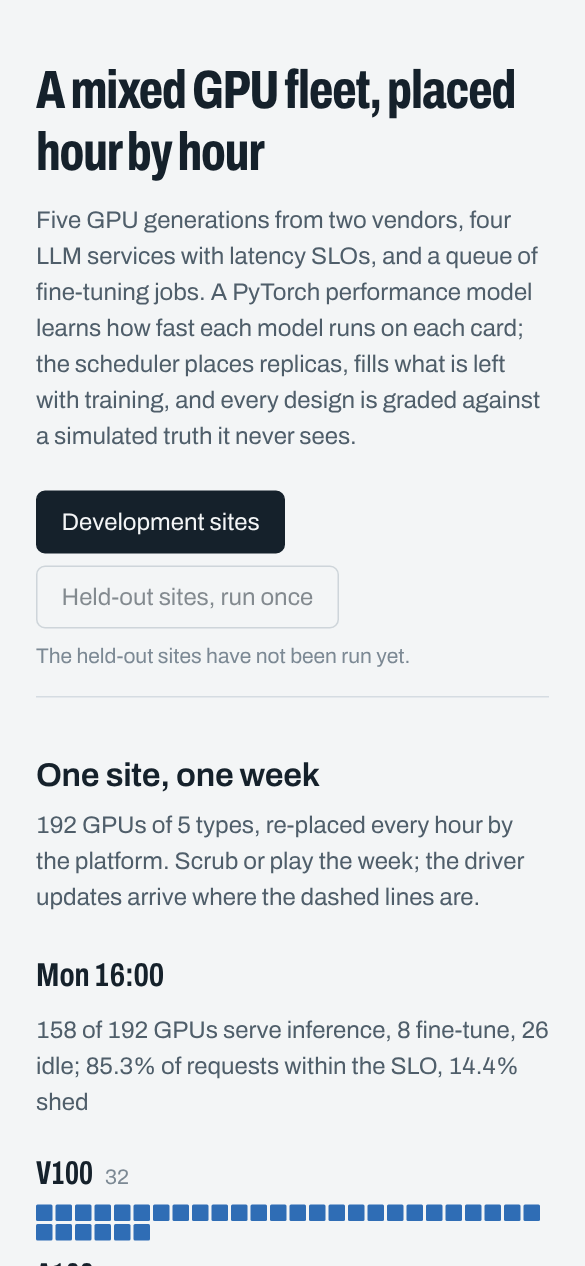 A mixed GPU fleet, placed
hour by hour
Five GPU generations from two vendors, four
LLM services with latency SLOs, and a queue of
fine-tuning jobs. A PyTorch performance model
learns how fast each model runs on each card;
the scheduler places replicas, fills what is left
with training, and every design is graded against
a simulated truth it never sees.
Development sites
Held-out sites, run once
The held-out sites have not been run yet.
One site, one week
192 GPUs of 5 types, re-placed every hour by
the platform. Scrub or play the week; the driver
updates arrive where the dashed lines are.
Mon 16:00
158 of 192 GPUs serve inference, 8 fine-tune, 26
idle; 85.3% of requests within the SLO, 14.4%
shed
V100 32